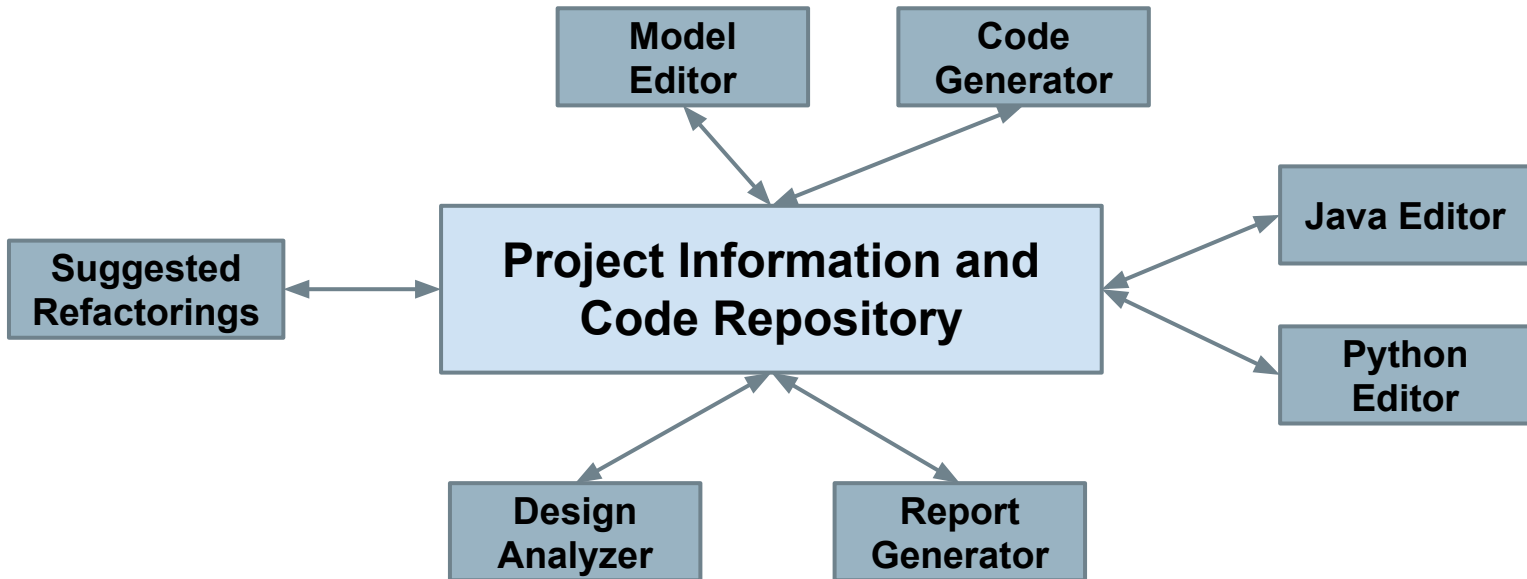 Model
Editor
Code
Generator
Java Editor
Suggested
Refactorings
Project Information and
Code Repository
Python
Editor
Design
Analyzer
Report
Generator